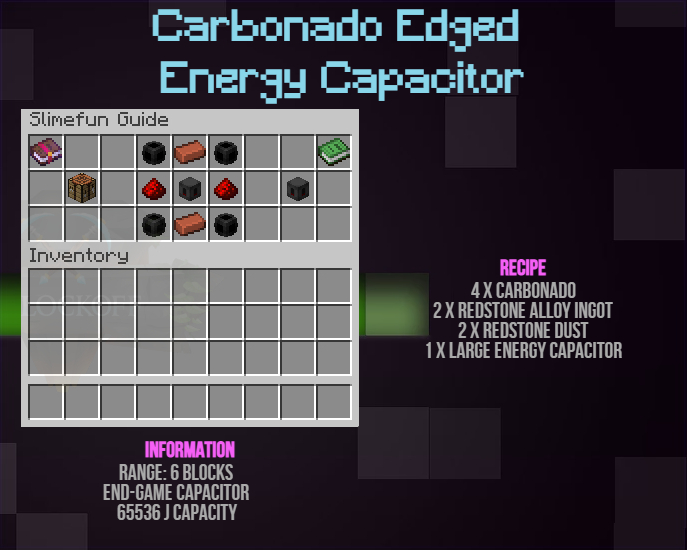 Carbonado Edged
Energy Capacitor
Slimefun Guide
Inventory
RECIPE
4 X CARBONADO
2 X REDSTONE ALLOY INGOT
2 X REDSTONE DUST
1 X LARGE ENERGY CAPACITOR
INFORMATION
RANGE: 6 BLOCKS
END-GAME CAPACITOR
65536 J CAPACITY